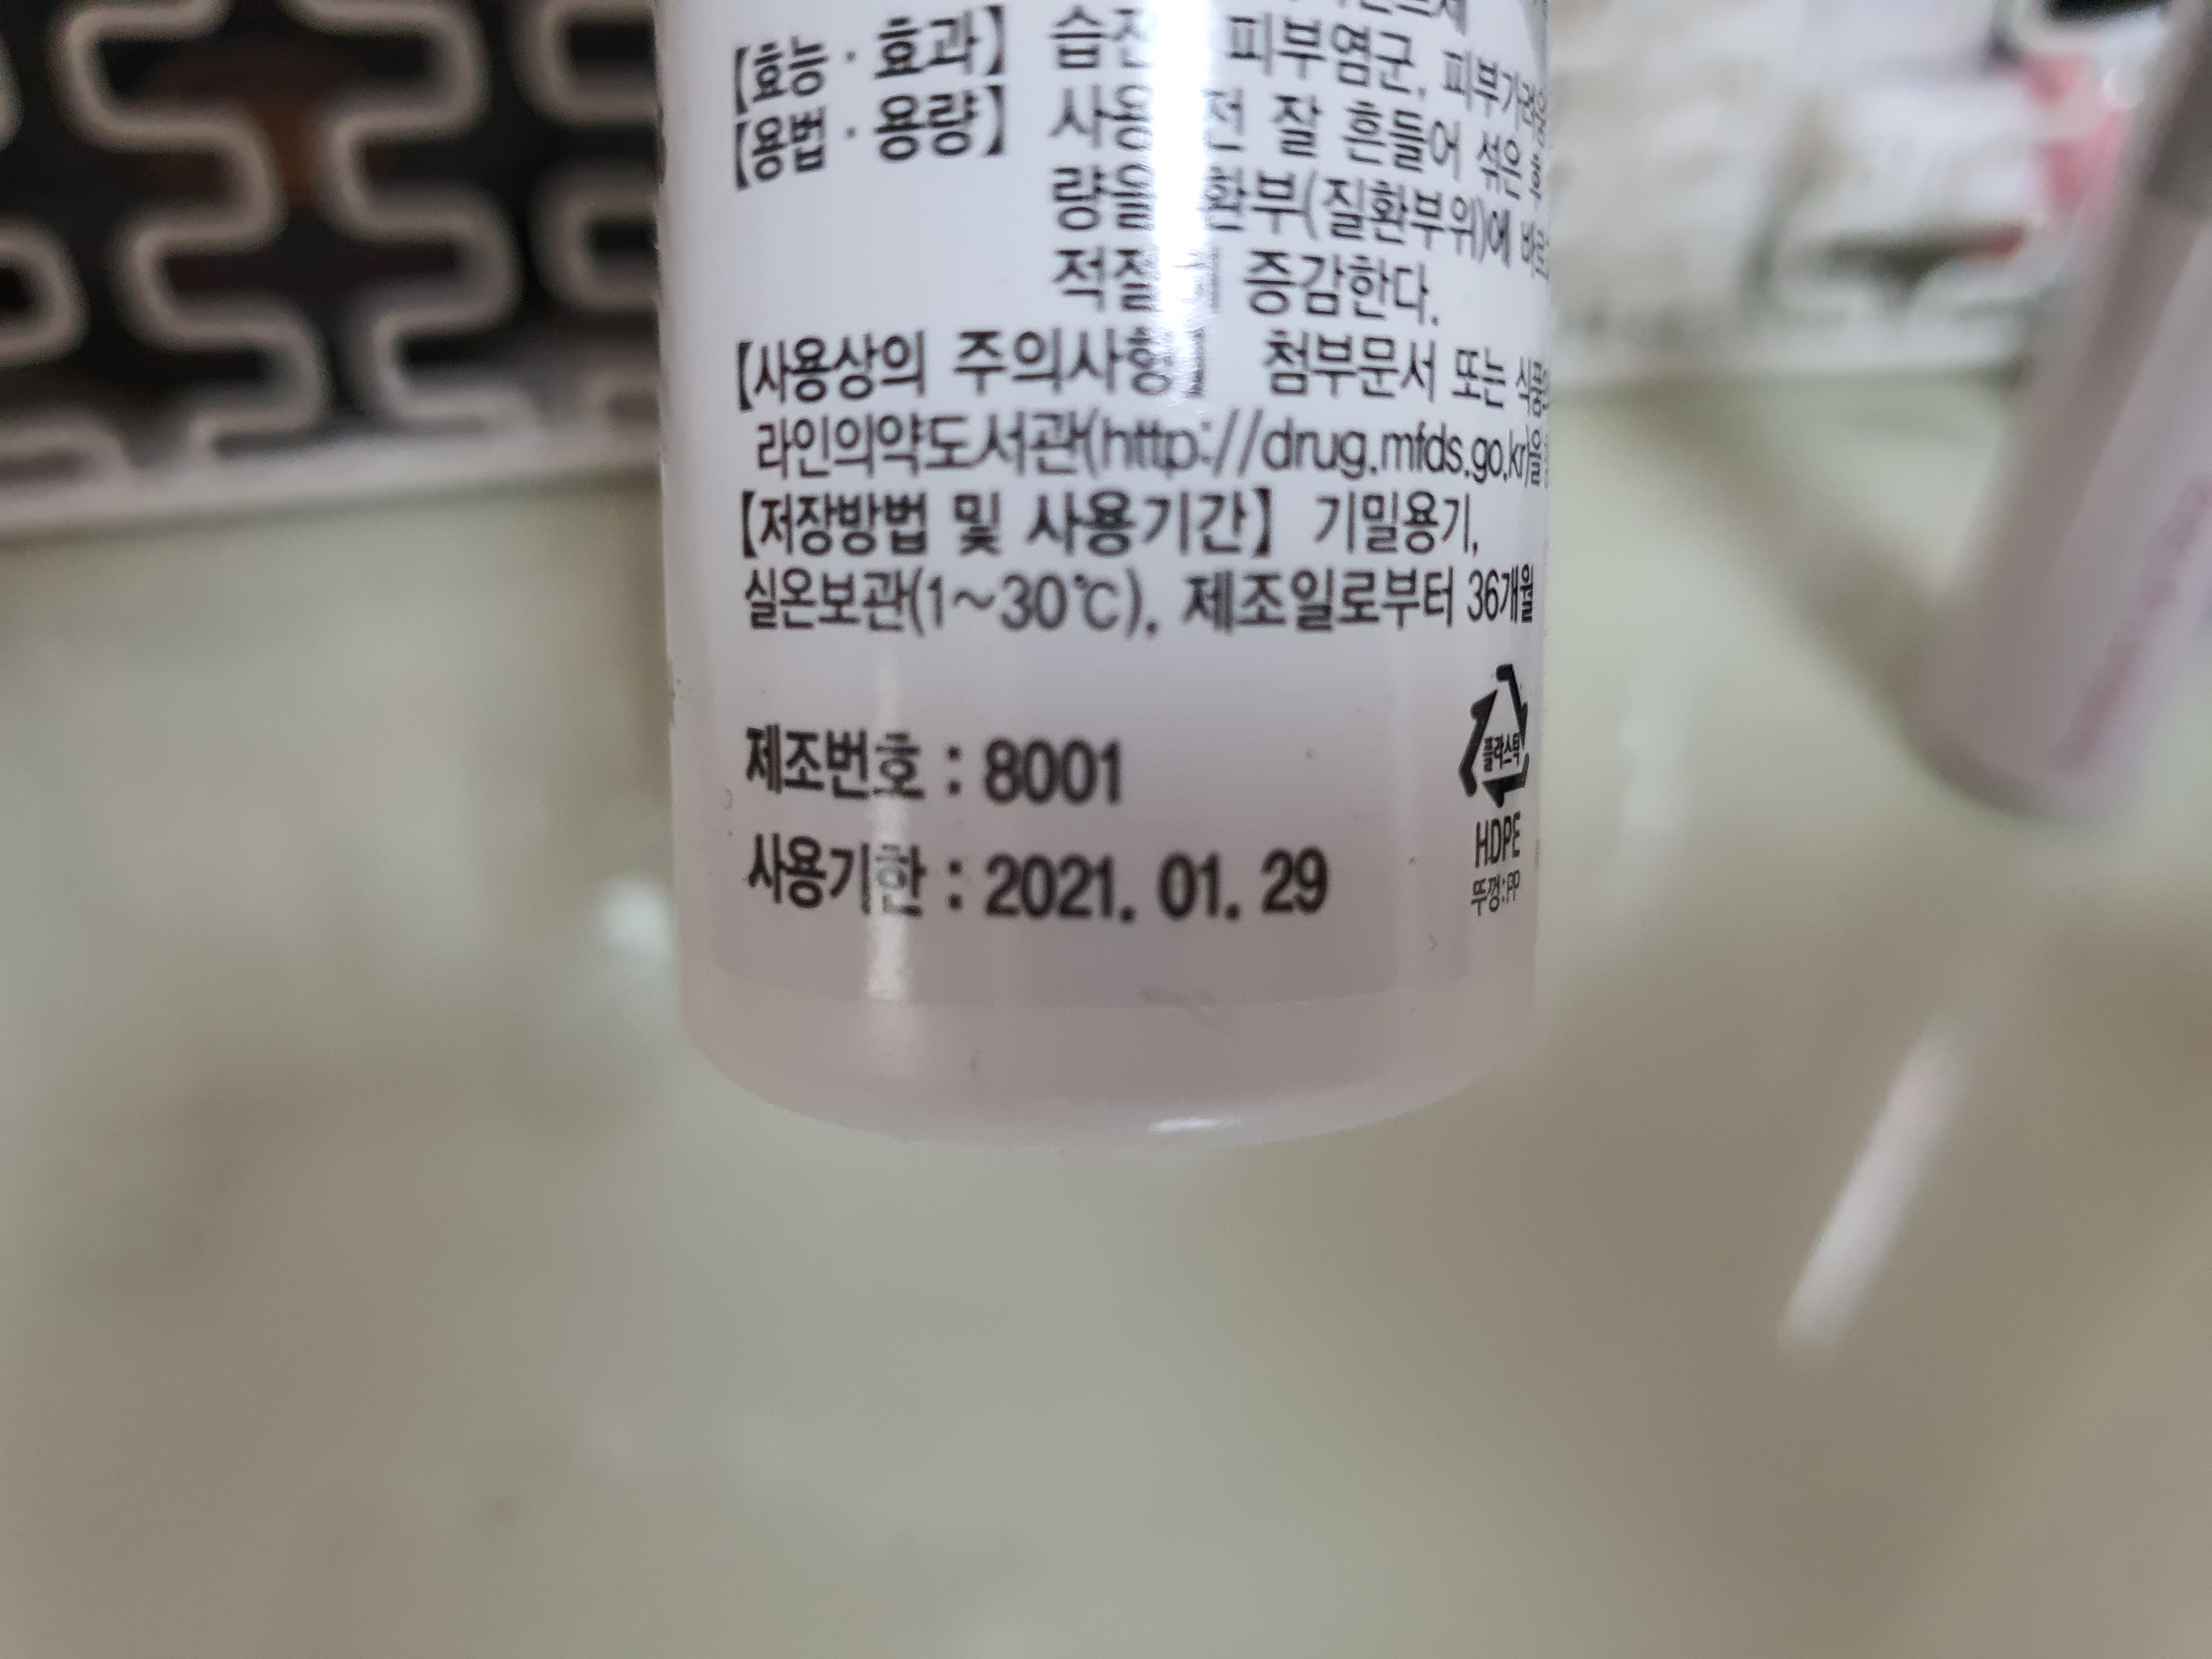 【효능 · 효과】 피부염군, 피부가려움
【용법 · 용량】 사용 전 잘 흔들어 섞은
환부(질환부위)에
증감한다.
【사용상의 주의사항】 첨부문서 또는
라인의약도서관(http://drug.mfds.go.kr)을
【저장방법 및 사용기간】 기밀용기,
실온보관(1~30℃), 제조일로부터 36개월
제조번호 : 8001
사용기한 : 2021. 01. 29
플라스틱
HDPE
뚜껑:PP